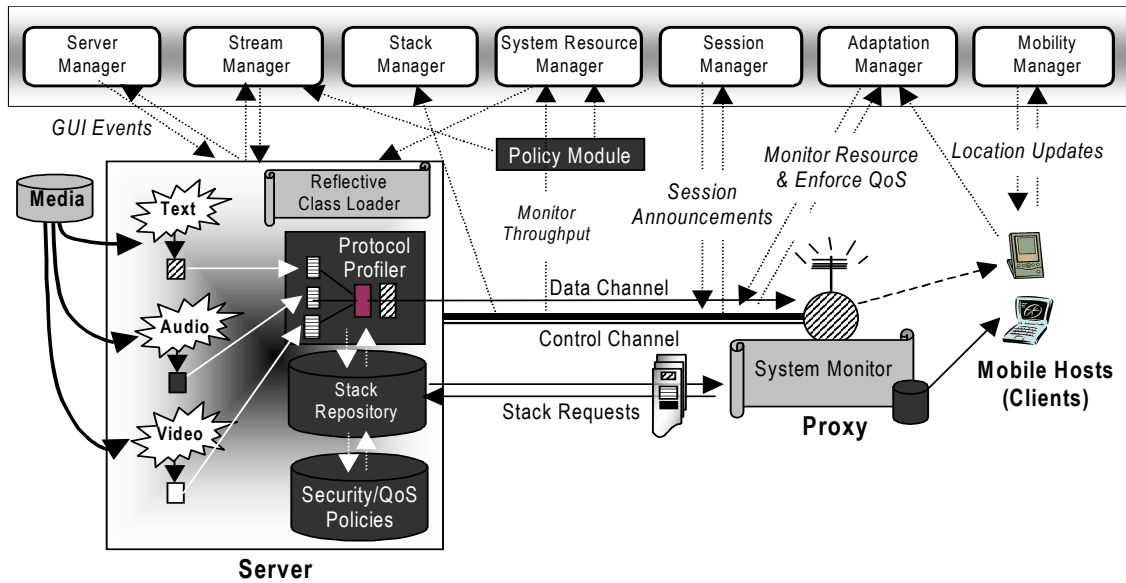 Server
Manager
Stream
Manager
Stack
Manager
System Resource
Manager
Session
Manager
Adaptation
Manager
Mobility
Manager
GUI Events
Policy Module
Monitor Resource
& Enforce QoS
Location Updates
Media
Text
Reflective
Class Loader
Monitor
Throughput
Session
Announcements
Protocol
Profiler
Data Channel
Audio
Control Channel
Stack
Repository
Stack Requests
System Monitor
Proxy
Mobile Hosts
(Clients)
Video
Security/QoS
Policies
Server